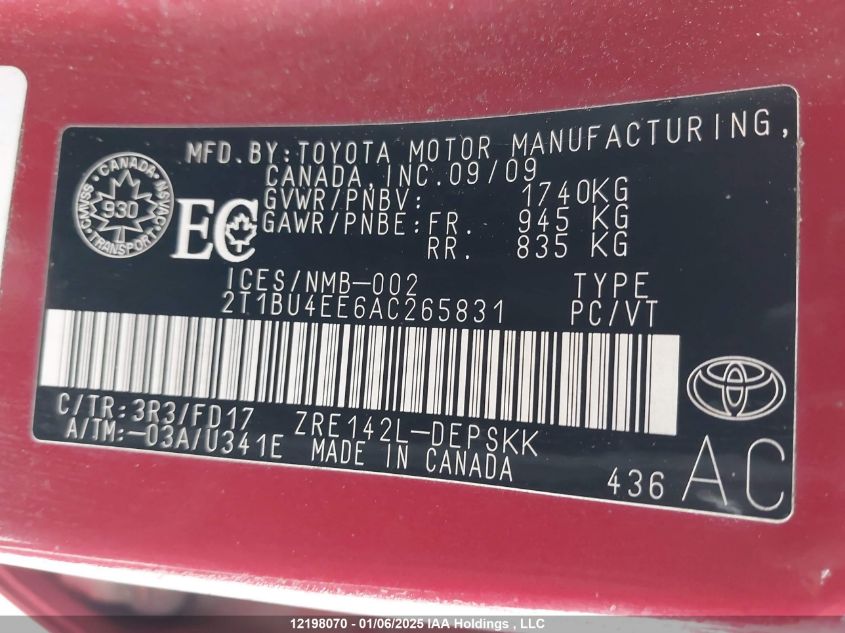 MFD.BY:TOYOTA MOTOR MANUFACTURING,
CANADA,INC.09/09
GVWR/PNBV: 1740KG
GAWR/PNBE:FR. 945 KG
RR. 835 KG
CANADA
CMVSS 930 NSVAC
TRANSPORT
EC
ICES/NMB-002 TYPE
2T1BU4EE6AC265831 PC/VT
C/TR:3R3/FD17 ZRE142L-DEPSKK
A/TM:-03A/U341E MADE IN CANADA
436 AC
12198070 - 01/06/2025 IAA Holdings , LLC